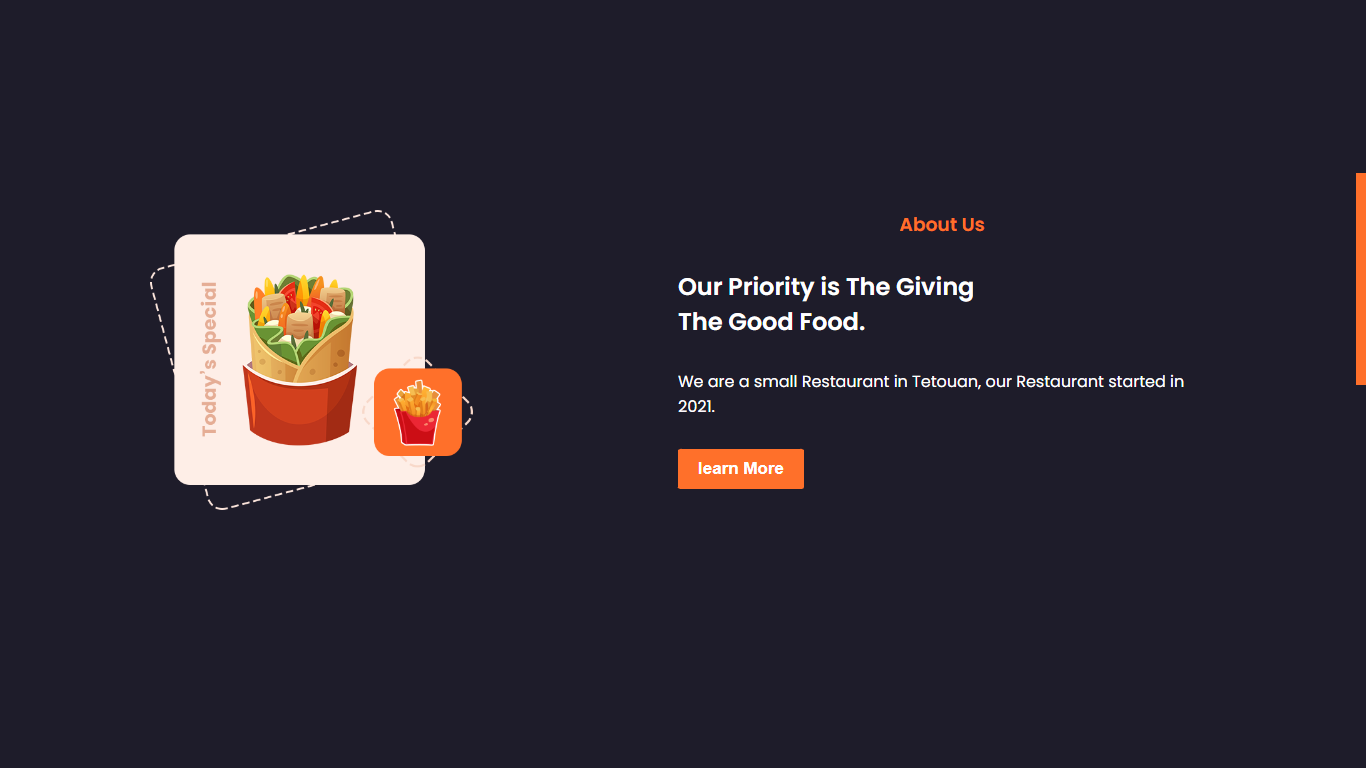 Today`s Special
About Us
Our Priority is The Giving
The Good Food.
We are a small Restaurant in Tetouan, our Restaurant started in
2021.
learn More